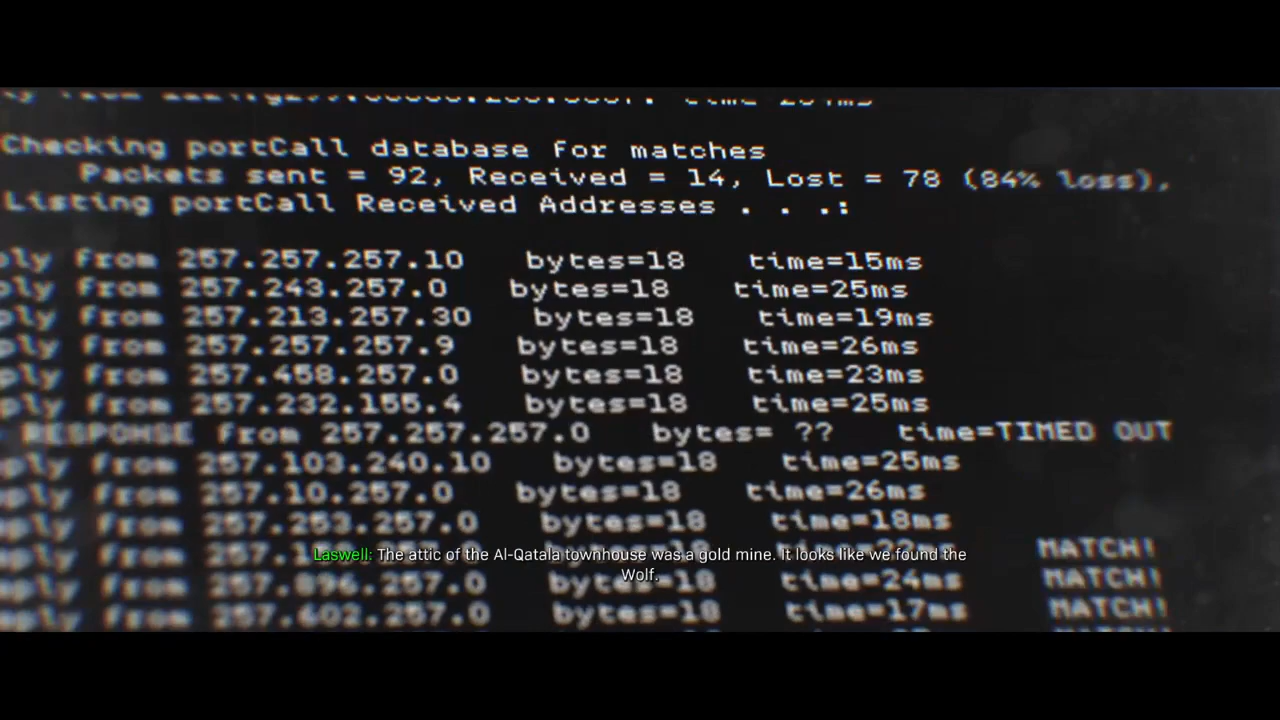 Checking portCall database for matches
Packets sent = 92, Received = 14, Lost = 78 (84% loss),
Listing portCall Received Addresses . . .:
ply from 257.257.257.10 bytes=18 time=15ms
ply from 257.243.257.0 bytes=18 time=25ms
ply from 257.213.257.30 bytes=18 time=19ms
ply from 257.257.257.9 bytes=18 time=26ms
ply from 257.458.257.0 bytes=18 time=23ms
ply from 257.232.155.4 bytes=18 time=25ms
RESPONSE from 257.257.257.0 bytes= ?? time=TIMED OUT
ply from 257.103.240.10 bytes=18 time=25ms
ply from 257.10.257.0 bytes=18 time=26ms
ply from 257.253.257.0 bytes=18 time=18ms
MATCH!
Laswell: The attic of the Al-Qatala townhouse was a gold mine. It looks like we found the
Wolf.
ply from 257.896.257.0 bytes=18 time=24ms MATCH!
ply from 257.602.257.0 bytes=18 time=17ms MATCH!